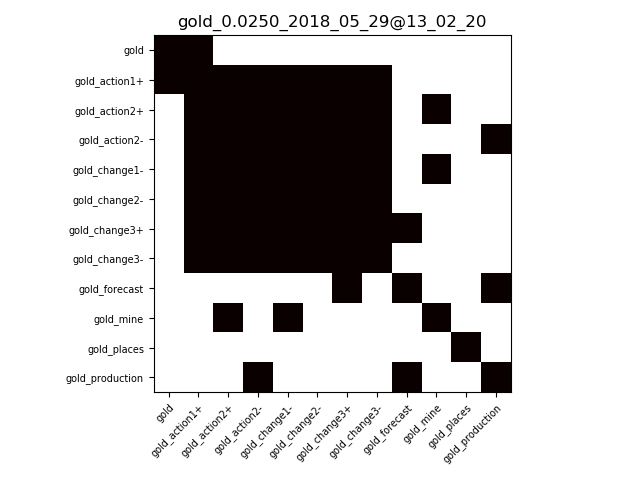 gold_0.0250_2018_05_29@13_02_20
gold
gold_action1+
gold_action2+
gold_action2-
gold_change1-
gold_change2-
gold_change3+
gold_change3-
gold_forecast
gold_mine
gold_places
gold_production
gold
gold_action1+
gold_action2+
gold_action2-
gold_change1-
gold_change2-
gold_change3+
gold_change3-
gold_forecast
gold_mine
gold_places
gold_production